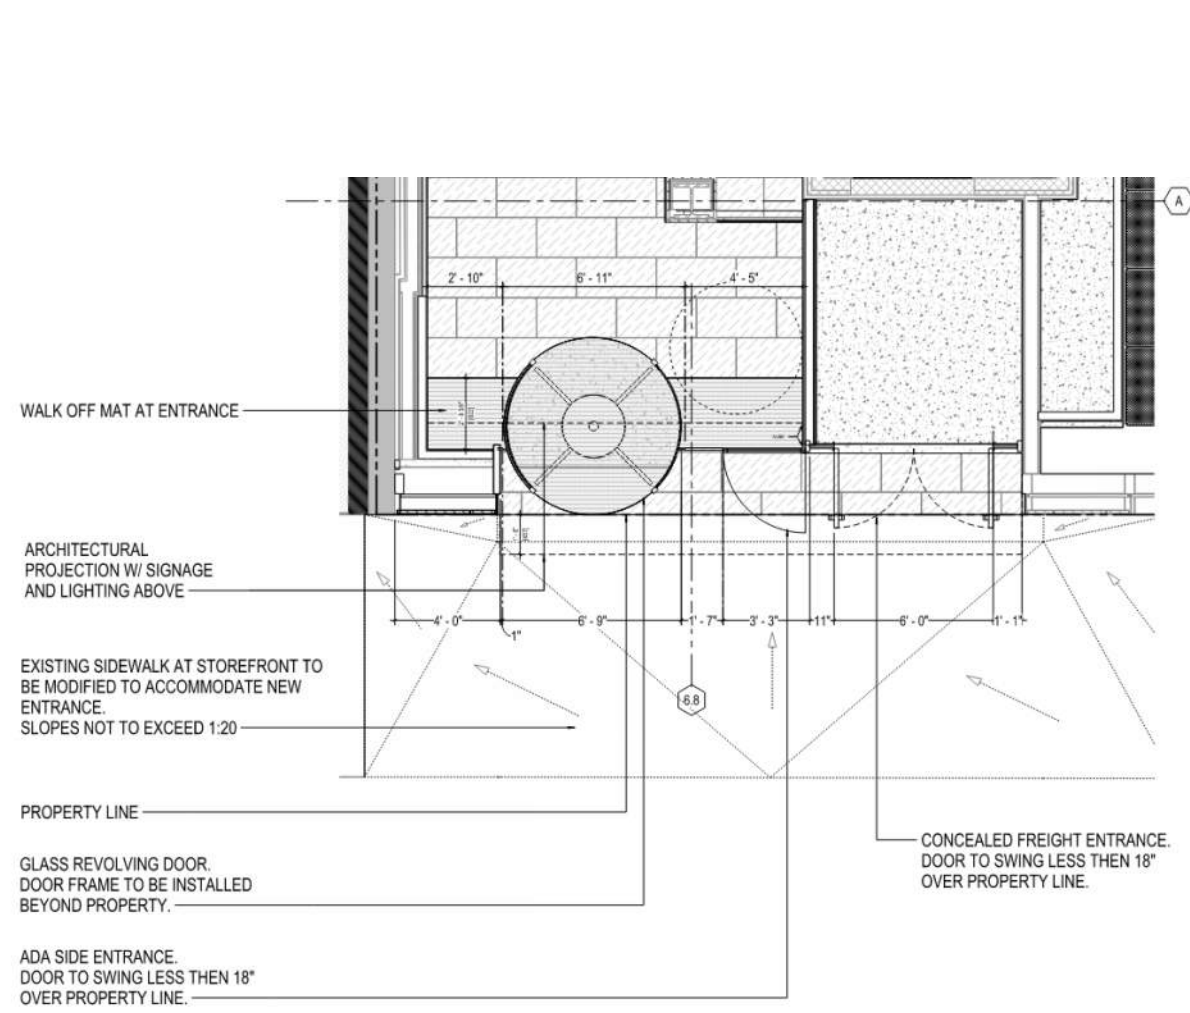 A
2' - 10"
6' - 11"
4' - 5"
WALK OFF MAT AT ENTRANCE
ARCHITECTURAL
PROJECTION W/ SIGNAGE
AND LIGHTING ABOVE
4' - 0"
1"
6' - 9"
1' - 7"
3' - 3"
11"
6' - 0"
1' - 1"
EXISTING SIDEWALK AT STOREFRONT TO
BE MODIFIED TO ACCOMMODATE NEW
ENTRANCE.
SLOPES NOT TO EXCEED 1:20
6.8
PROPERTY LINE
CONCEALED FREIGHT ENTRANCE.
DOOR TO SWING LESS THEN 18"
OVER PROPERTY LINE.
GLASS REVOLVING DOOR.
DOOR FRAME TO BE INSTALLED
BEYOND PROPERTY.
ADA SIDE ENTRANCE.
DOOR TO SWING LESS THEN 18"
OVER PROPERTY LINE.